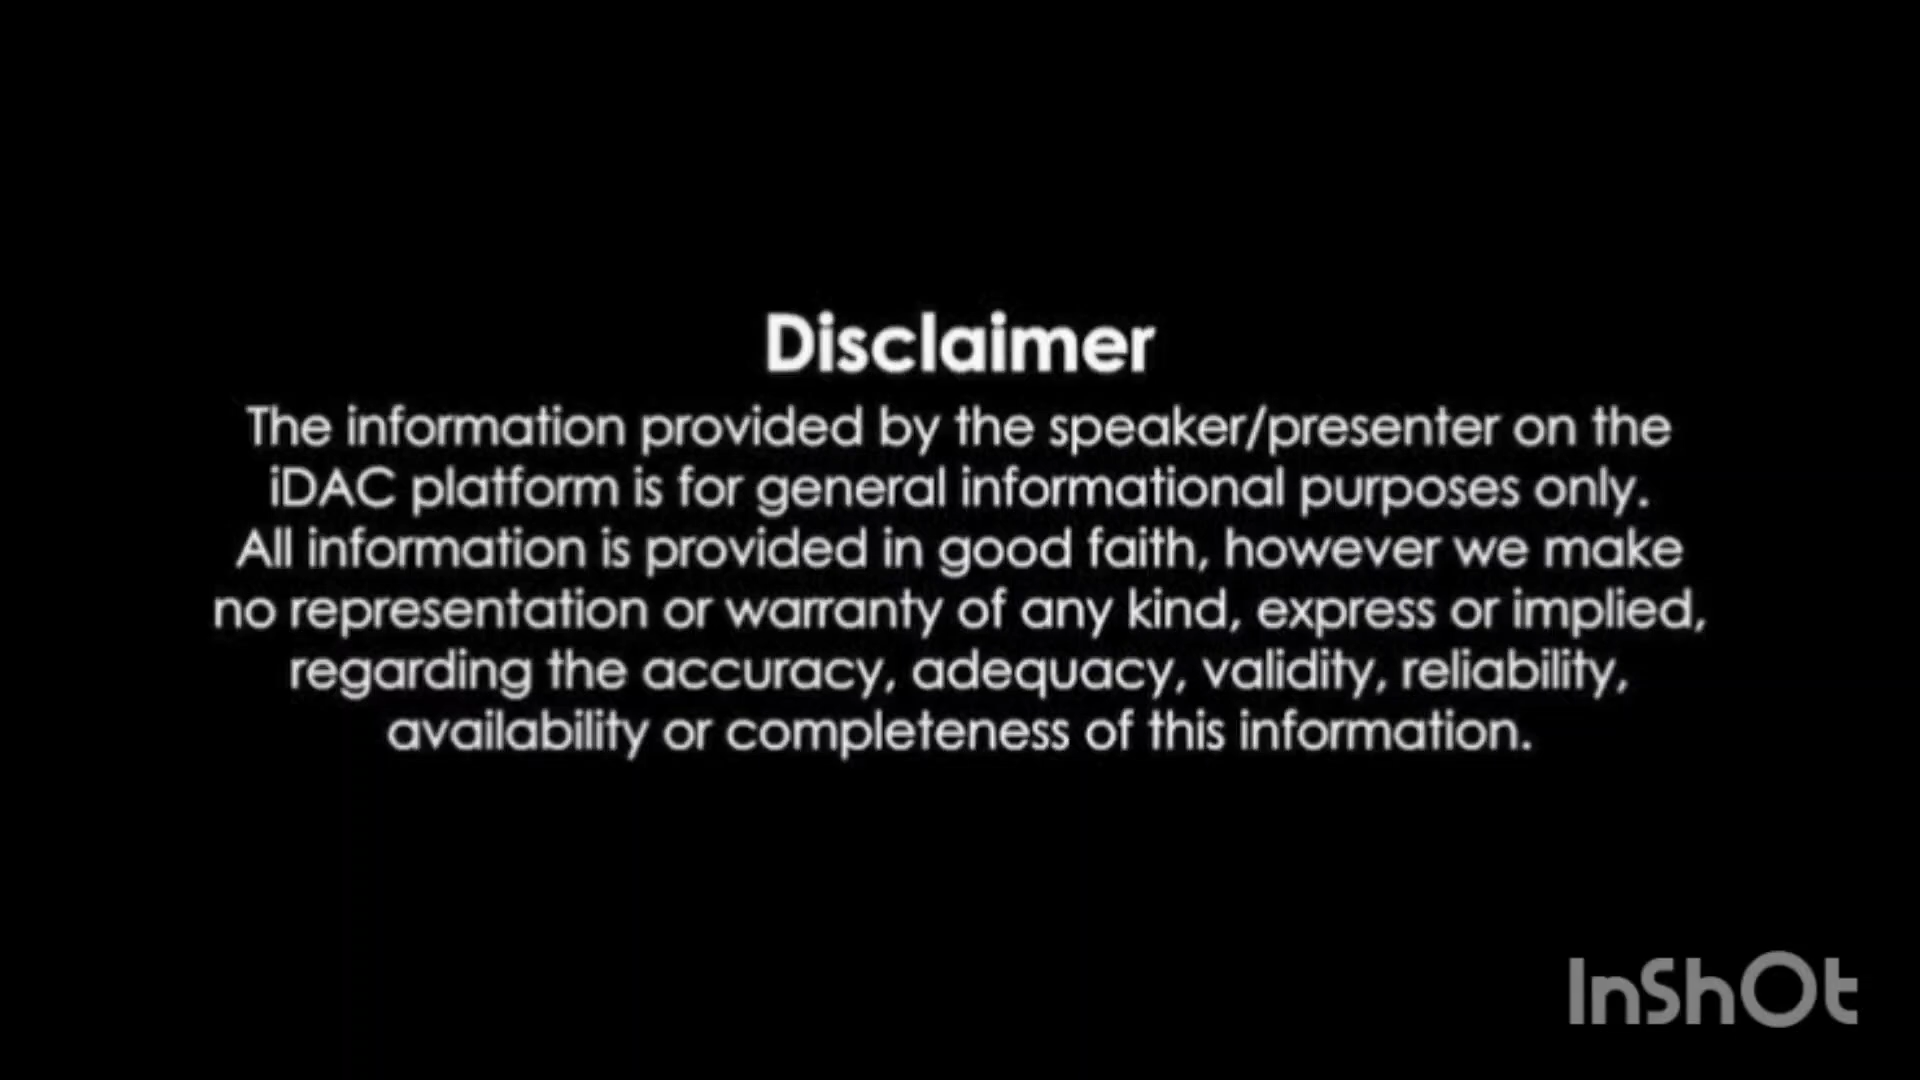 Disclaimer
The information provided by the speaker/presenter on the
iDAC platform is for general informational purposes only.
All information is provided in good faith, however we make
no representation or warranty of any kind, express or implied,
regarding the accuracy, adequacy, validity, reliability,
availability or completeness of this information.
InShOt